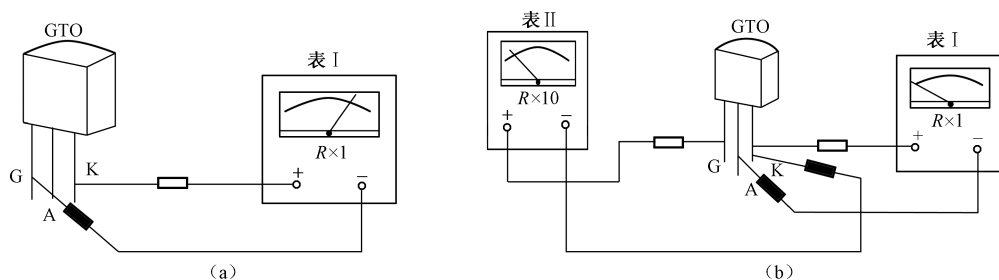 GTO
表Ⅰ
R×1
+
−
G
A
K
(a)
表Ⅱ
R×10
+
−
GTO
表Ⅰ
R×1
+
−
G
A
K
(b)